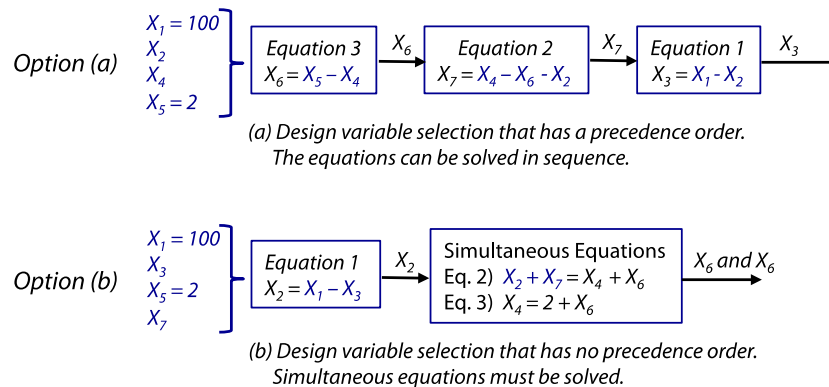 X1 = 100
X2
Option (a)
X4
X5 = 2
Equation 3
X6 = X5 – X4
X6
Equation 2
X7 = X4 – X6 - X2
X7
Equation 1
X3 = X1 - X2
X3
(a) Design variable selection that has a precedence order.
The equations can be solved in sequence.
X1 = 100
X3
Option (b)
X5 = 2
X7
Equation 1
X2 = X1 – X3
X2
Simultaneous Equations
Eq. 2) X2 + X7 = X4 + X6
Eq. 3) X4 = 2 + X6
X6 and X6
(b) Design variable selection that has no precedence order.
Simultaneous equations must be solved.